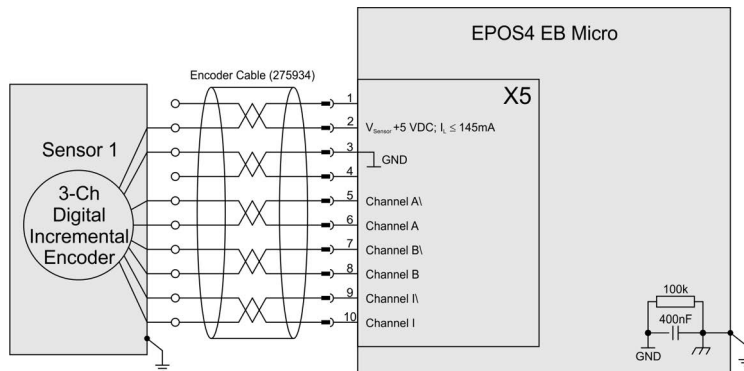 EPOS4 EB Micro
Encoder Cable (275934)
X5
Sensor 1
3-Ch
Digital
Incremental
Encoder
1
2 VSensor +5 VDC; IL ≤ 145mA
3
GND
4
5 Channel A\
6 Channel A
7 Channel B\
8 Channel B
9 Channel I\
10 Channel I
100k
400nF
GND